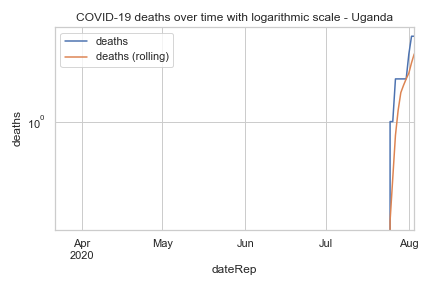 COVID-19 deaths over time with logarithmic scale - Uganda
deaths
deaths (rolling)
deaths
10⁰
Apr May Jun Jul Aug
2020
dateRep